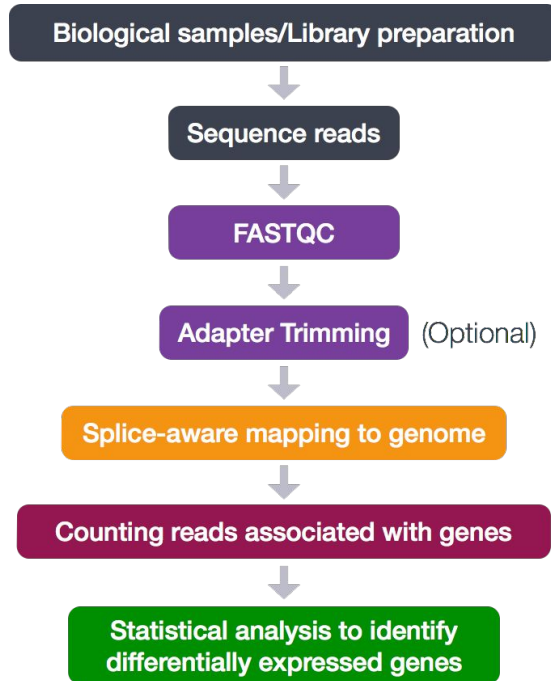 Biological samples/Library preparation
Sequence reads
FASTQC
Adapter Trimming (Optional)
Splice-aware mapping to genome
Counting reads associated with genes
Statistical analysis to identify
differentially expressed genes